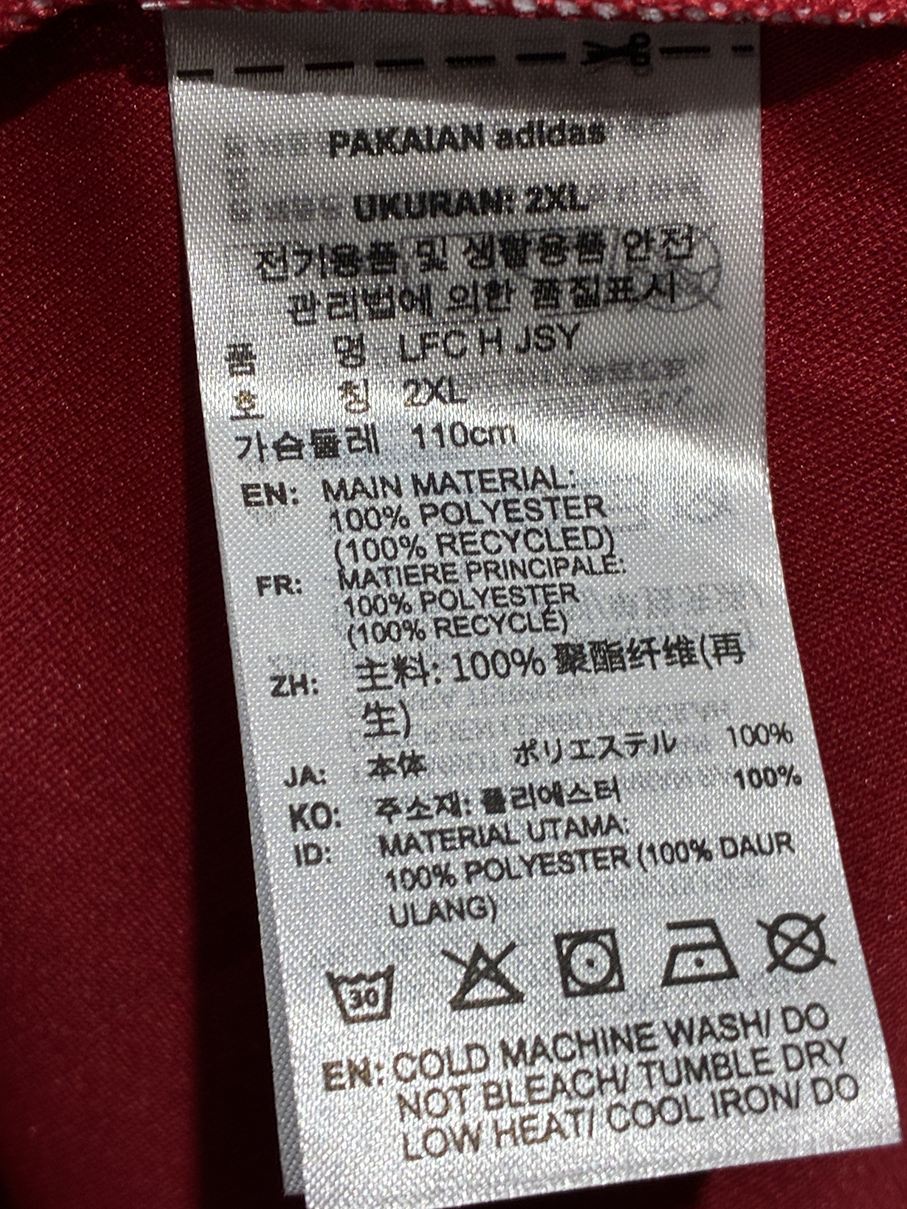 PAKAIAN adidas
UKURAN: 2XL
전기용품 및 생활용품 안전
관리법에 의한 품질표시
품 명 LFC H JSY
호 칭 2XL
가슴둘레 110cm
EN: MAIN MATERIAL:
100% POLYESTER
(100% RECYCLED)
FR: MATIERE PRINCIPALE:
100% POLYESTER
(100% RECYCLÉ)
ZH: 主料: 100% 聚酯纤维(再
生)
JA: 本体 ポリエステル 100%
KO: 주소재: 폴리에스터 100%
ID: MATERIAL UTAMA:
100% POLYESTER (100% DAUR
ULANG)
30
EN: COLD MACHINE WASH/ DO
NOT BLEACH/ TUMBLE DRY
LOW HEAT/ COOL IRON/ DO